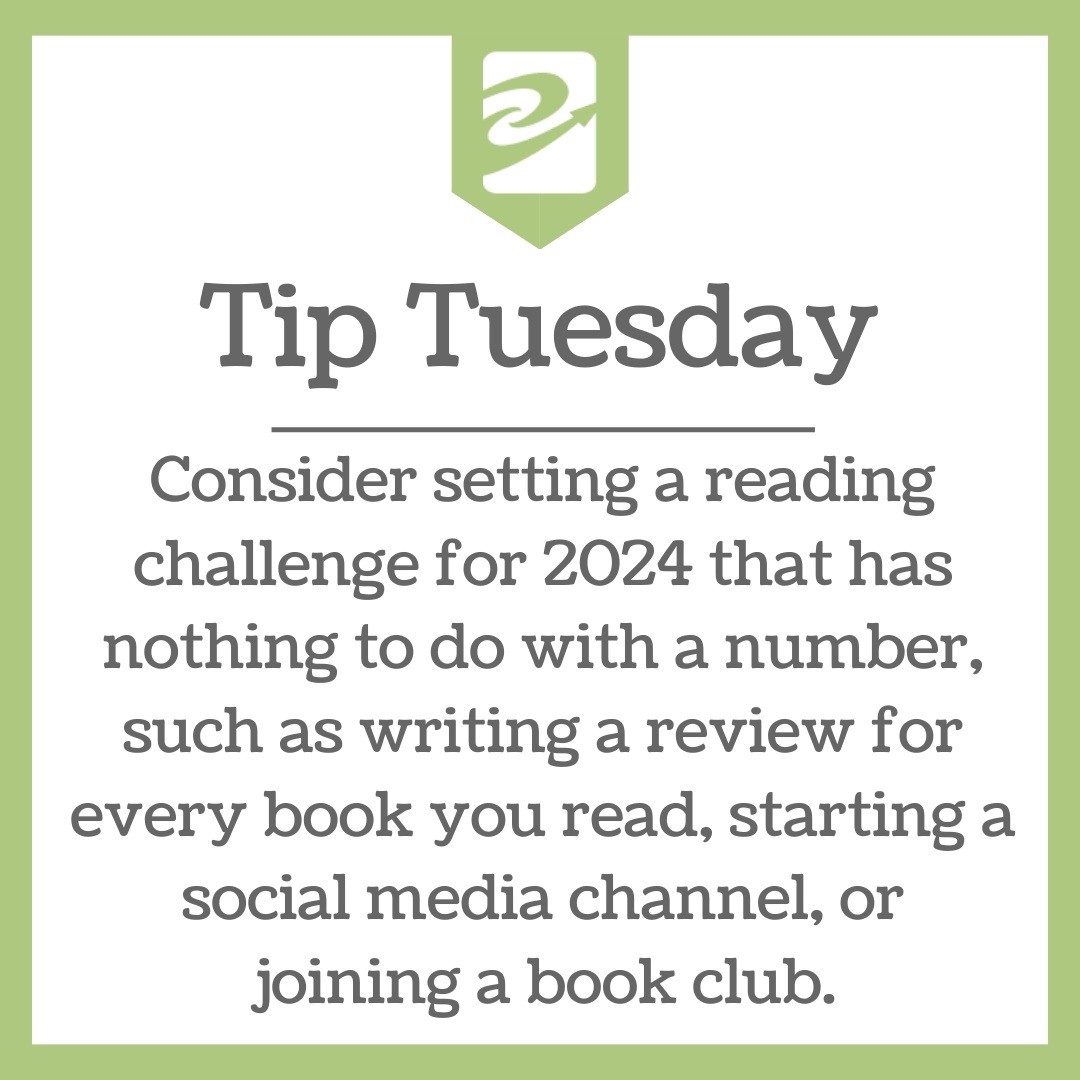 Tip Tuesday
Consider setting a reading
challenge for 2024 that has
nothing to do with a number,
such as writing a review for
every book you read, starting a
social media channel, or
joining a book club.